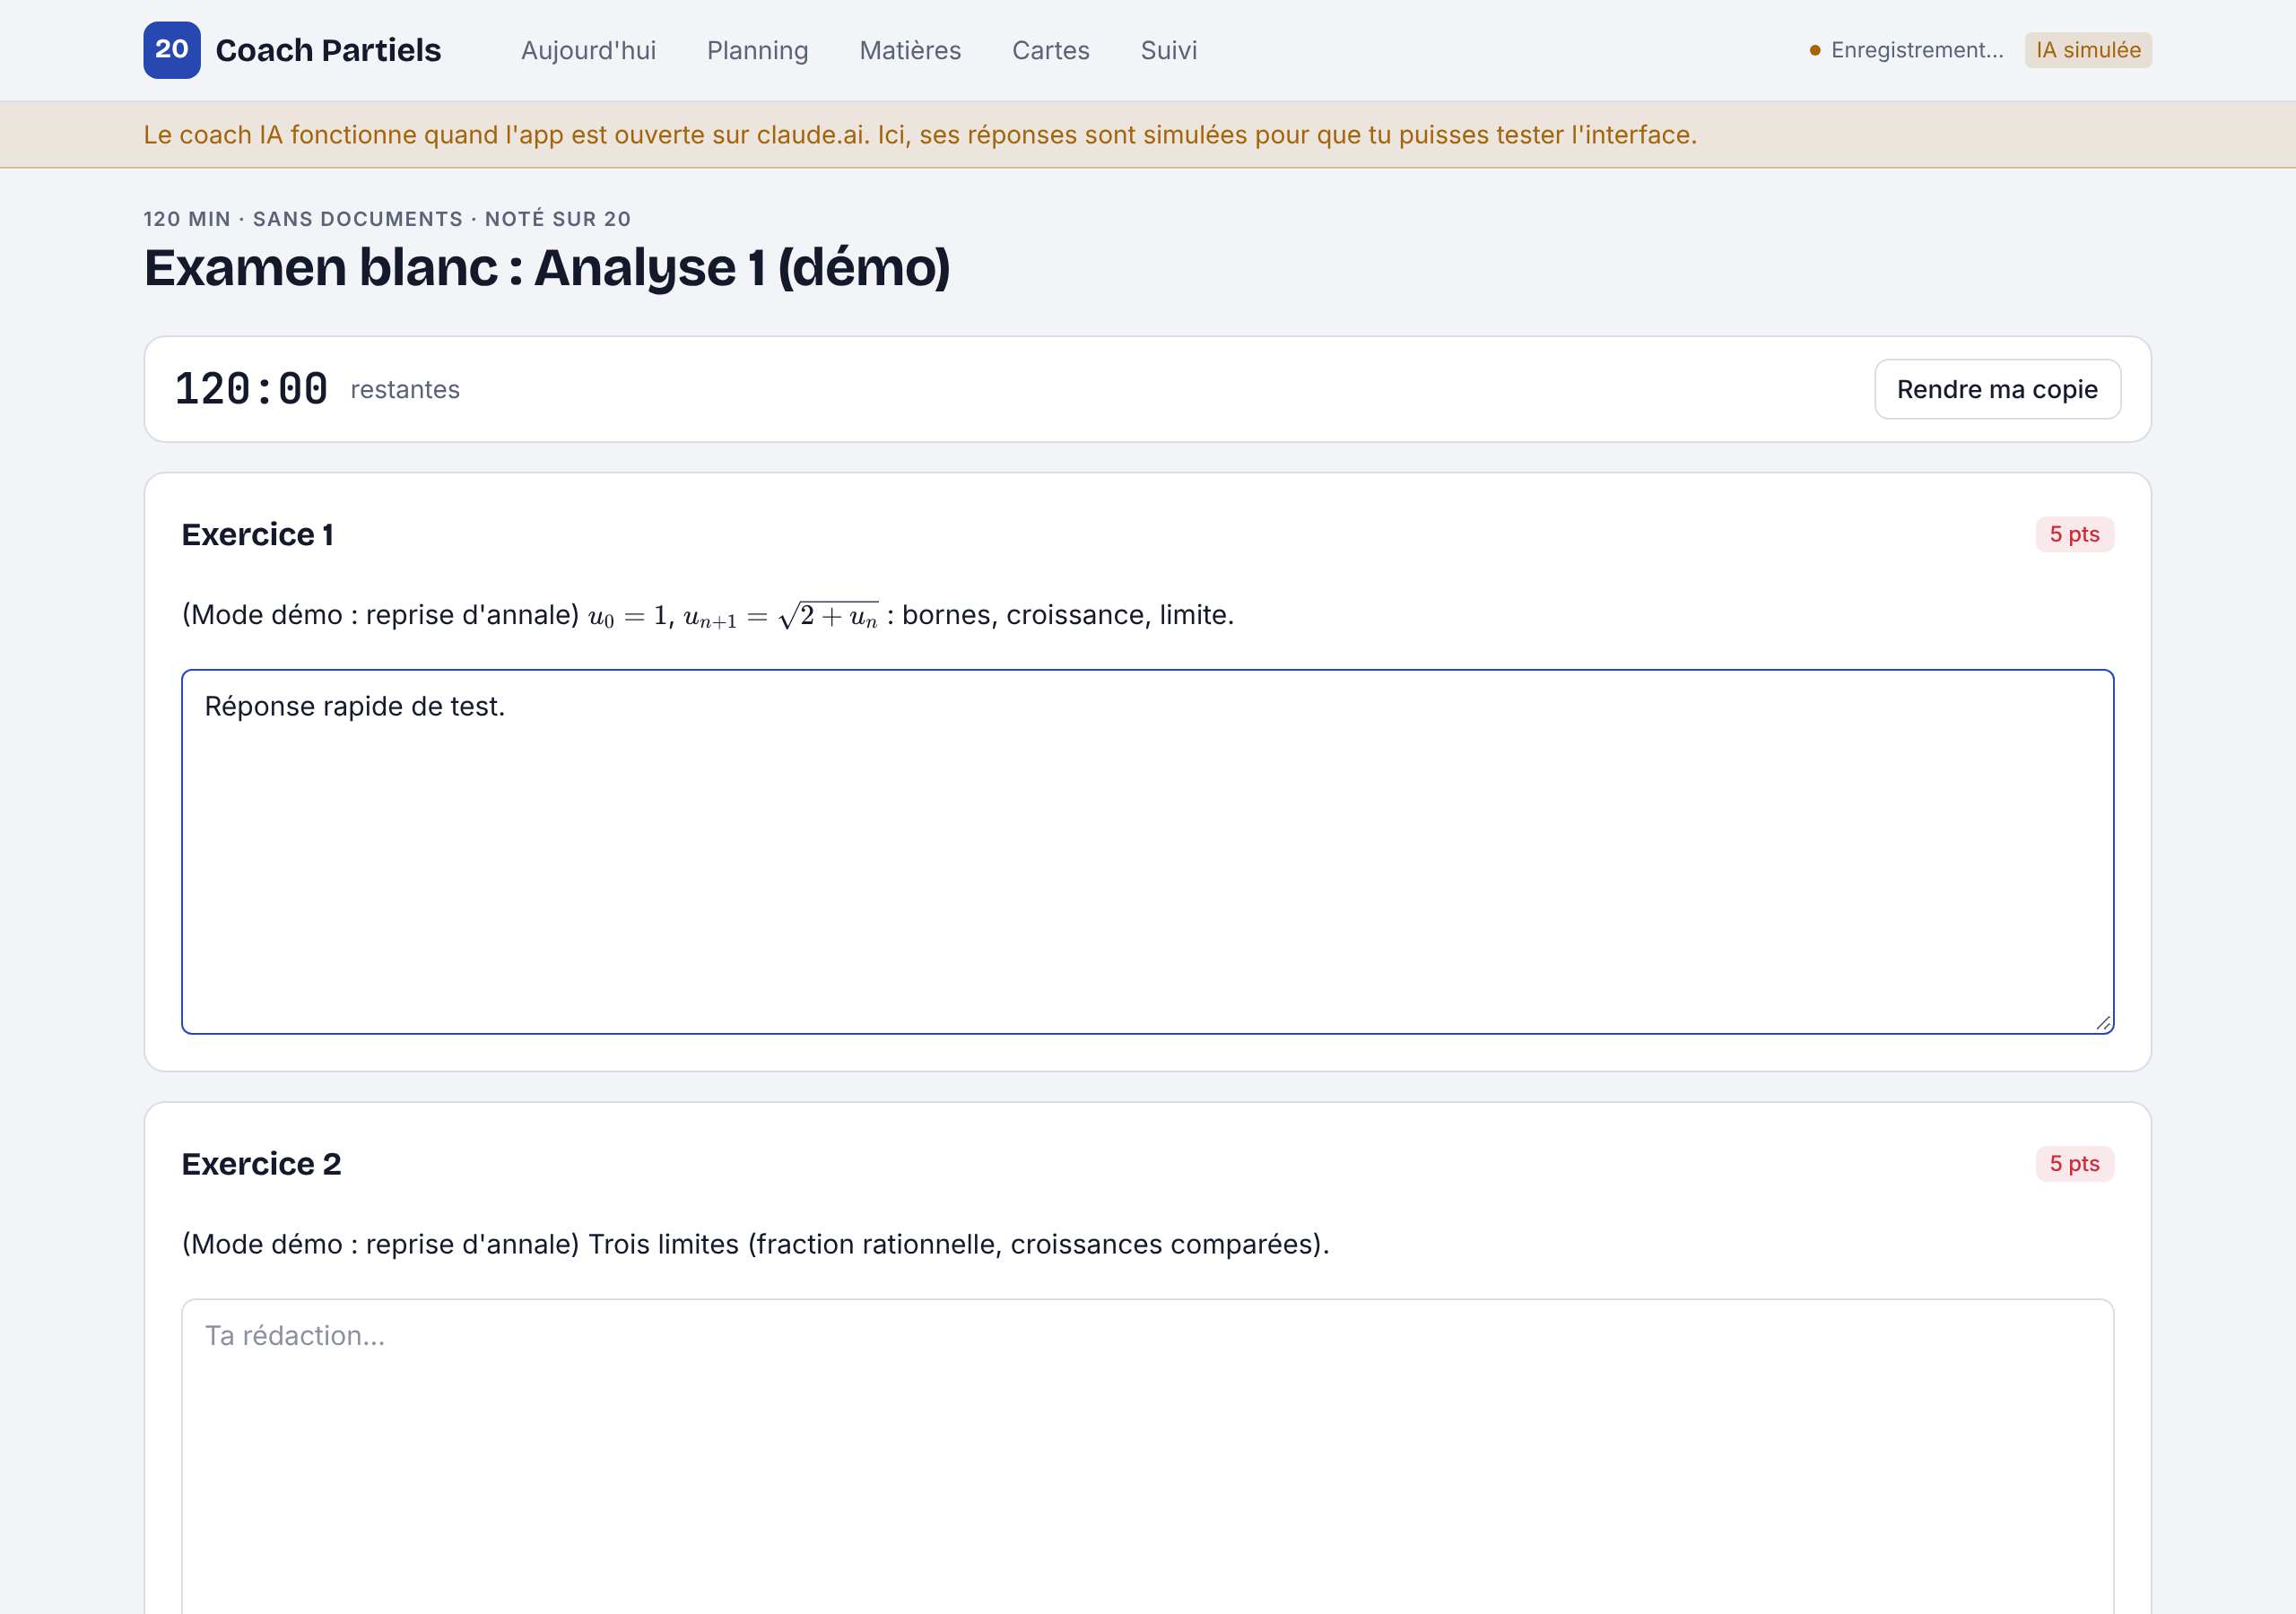 20 Coach Partiels Aujourd'hui Planning Matières Cartes Suivi Enregistrement... IA simulée
Le coach IA fonctionne quand l'app est ouverte sur claude.ai. Ici, ses réponses sont simulées pour que tu puisses tester l'interface.
120 MIN · SANS DOCUMENTS · NOTÉ SUR 20
Examen blanc : Analyse 1 (démo)
120:00 restantes Rendre ma copie
Exercice 1 5 pts
(Mode démo : reprise d'annale) $u_0 = 1$, $u_{n+1} = \sqrt{2 + u_n}$ : bornes, croissance, limite.
Réponse rapide de test.
Exercice 2 5 pts
(Mode démo : reprise d'annale) Trois limites (fraction rationnelle, croissances comparées).
Ta rédaction...